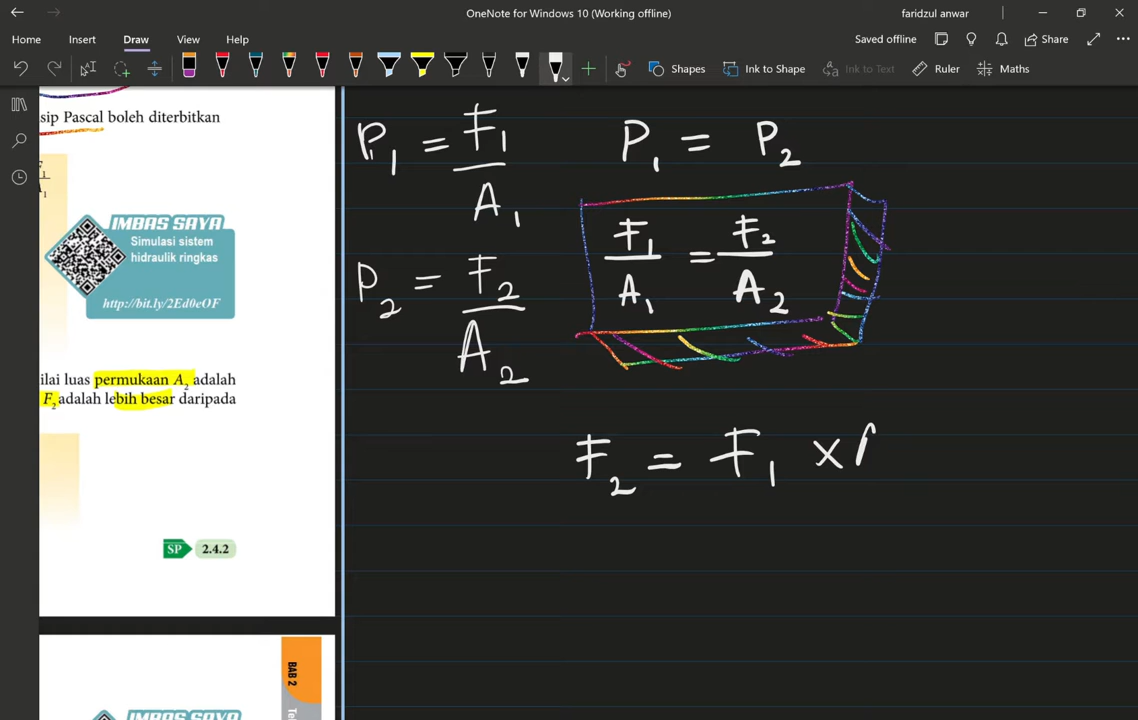 OneNote for Windows 10 (Working offline)
faridzul anwar
Home Insert Draw View Help
Saved offline
Share
Shapes
Ink to Shape
Ink to Text
Ruler
Maths
sip Pascal boleh diterbitkan
F₁
A₁
IMBAS SAYA
Simulasi sistem
hidraulik ringkas
http://bit.ly/2Ed0eOF
ilai luas permukaan A₂ adalah
F₂ adalah lebih besar daripada
SP 2.4.2
BAB 2
IMBAS SAYA
P₁ = F₁/A₁
P₂ = F₂/A₂
P₁ = P₂
F₁/A₁ = F₂/A₂
F₂ = F₁ ×